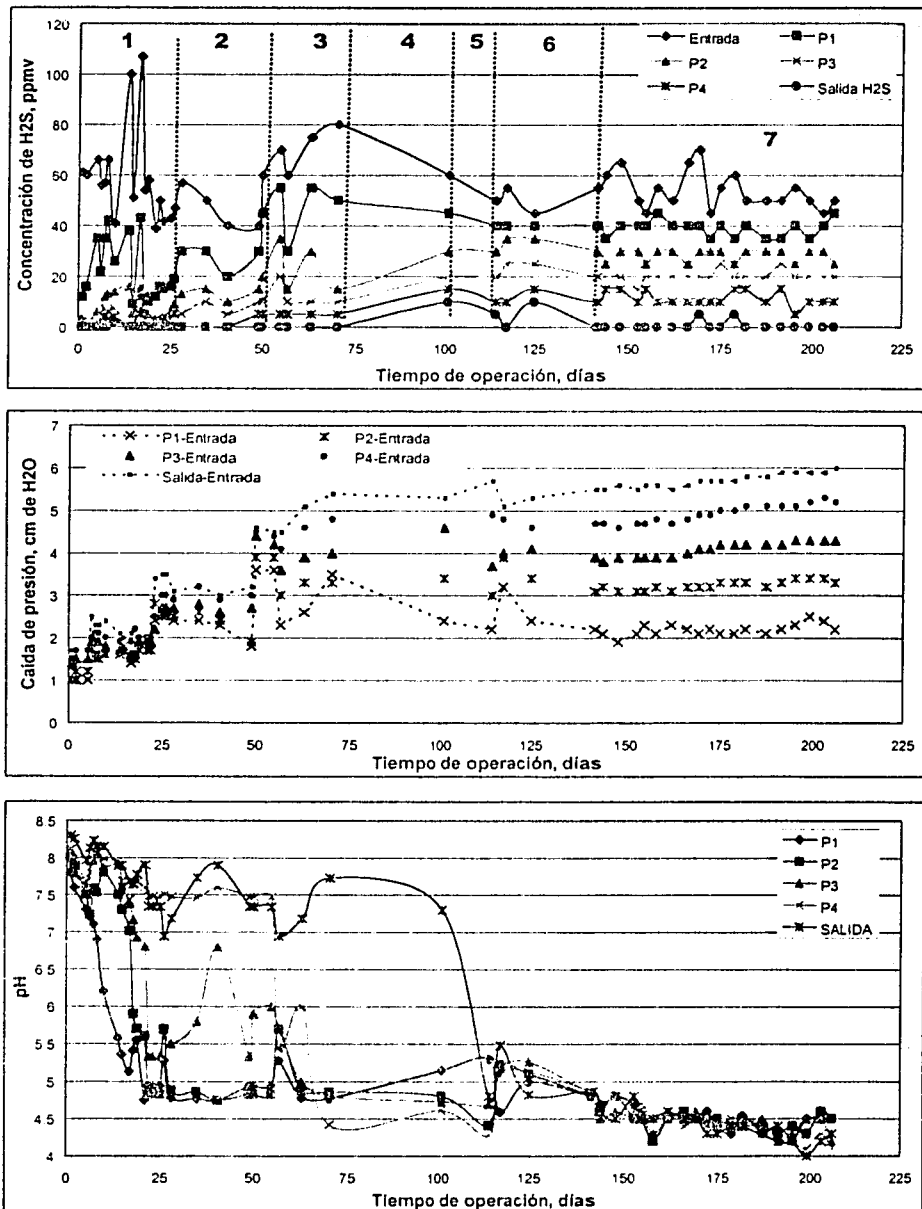 120
100
80
60
40
20
0
Concentración de H2S, ppmv
1
2
3
4
5
6
7
Entrada
P1
P2
P3
P4
Salida H2S
0
25
50
75
100
125
150
175
200
225
Tiempo de operación, días
7
6
5
4
3
2
1
0
Caida de presión, cm de H2O
P1-Entrada
P2-Entrada
P3-Entrada
P4-Entrada
Salida-Entrada
0
25
50
75
100
125
150
175
200
225
Tiempo de operación, días
8.5
8
7.5
7
6.5
6
5.5
5
4.5
4
pH
P1
P2
P3
P4
SALIDA
0
25
50
75
100
125
150
175
200
225
Tiempo de operación, días